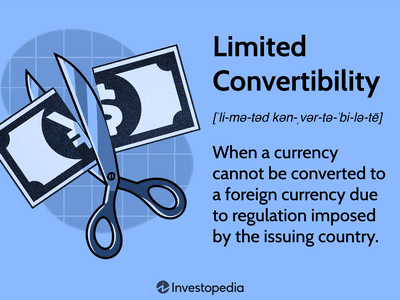 Limited
Convertibility
[ˈli-mə-təd kən-ˌvər-tə-ˈbi-lə-tē]
When a currency
cannot be converted to
a foreign currency due
to regulation imposed
by the issuing country.
Investopedia